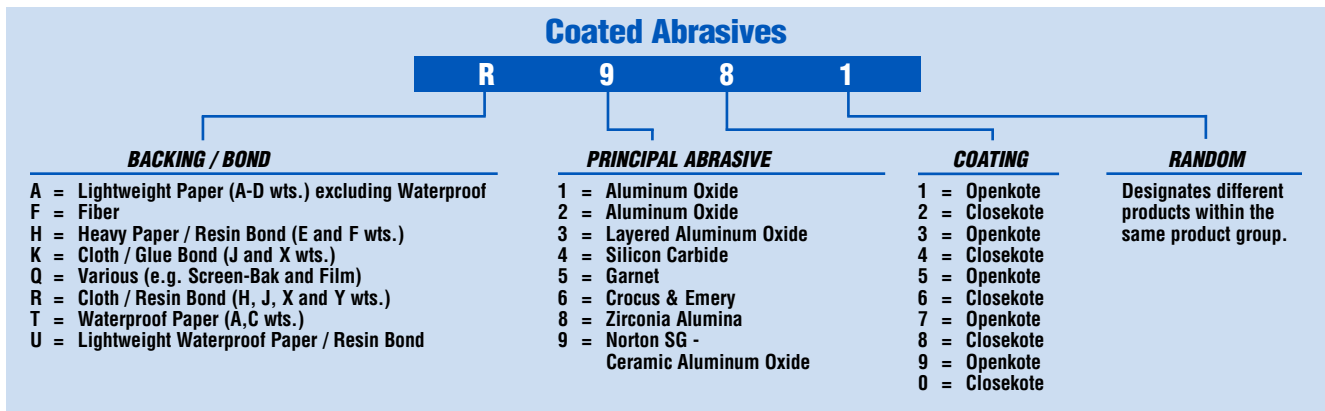 Coated Abrasives
R 9 8 1
BACKING / BOND
A = Lightweight Paper (A-D wts.) excluding Waterproof
F = Fiber
H = Heavy Paper / Resin Bond (E and F wts.)
K = Cloth / Glue Bond (J and X wts.)
Q = Various (e.g. Screen-Bak and Film)
R = Cloth / Resin Bond (H, J, X and Y wts.)
T = Waterproof Paper (A,C wts.)
U = Lightweight Waterproof Paper / Resin Bond
PRINCIPAL ABRASIVE
1 = Aluminum Oxide
2 = Aluminum Oxide
3 = Layered Aluminum Oxide
4 = Silicon Carbide
5 = Garnet
6 = Crocus & Emery
8 = Zirconia Alumina
9 = Norton SG -
Ceramic Aluminum Oxide
COATING
1 = Openkote
2 = Closekote
3 = Openkote
4 = Closekote
5 = Openkote
6 = Closekote
7 = Openkote
8 = Closekote
9 = Openkote
0 = Closekote
RANDOM
Designates different
products within the
same product group.